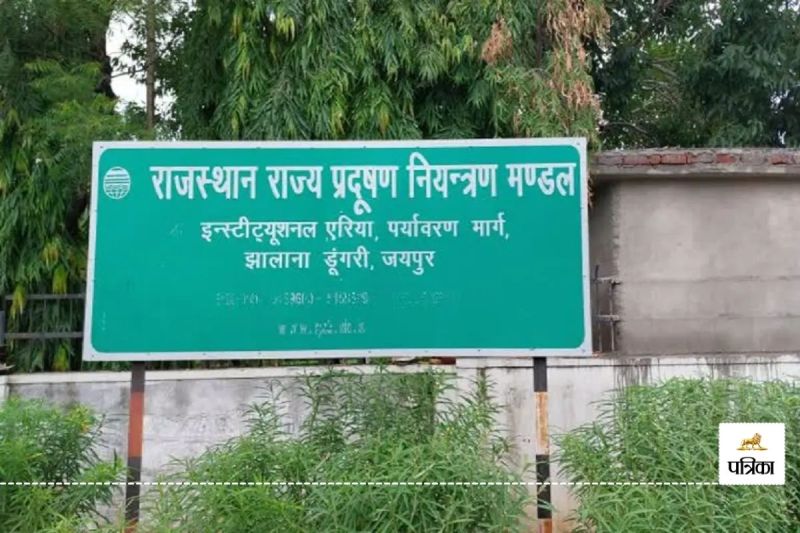 राजस्थान राज्य प्रदूषण नियन्त्रण मण्डल
इन्स्टीट्यूशनल एरिया, पर्यावरण मार्ग,
झालाना डूंगरी, जयपुर
पत्रिका